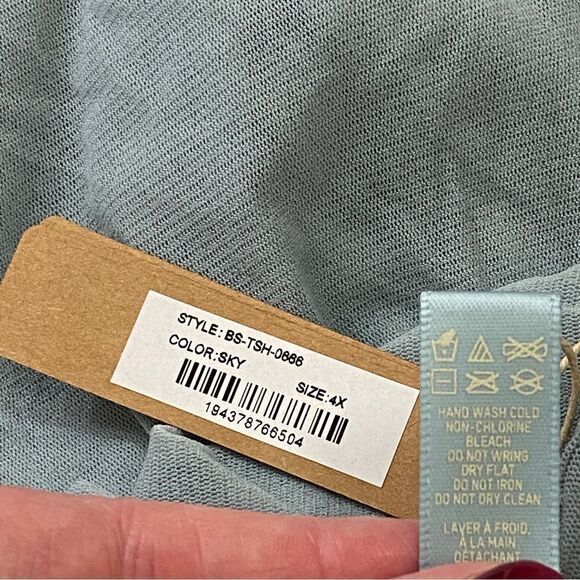 STYLE: BS-TSH-0666
COLOR:SKY
SIZE:4X
194378766504
HAND WASH COLD
NON-CHLORINE
BLEACH
DO NOT WRING
DRY FLAT
DO NOT IRON
DO NOT DRY CLEAN
LAVER À FROID,
À LA MAIN
DÉTACHANT